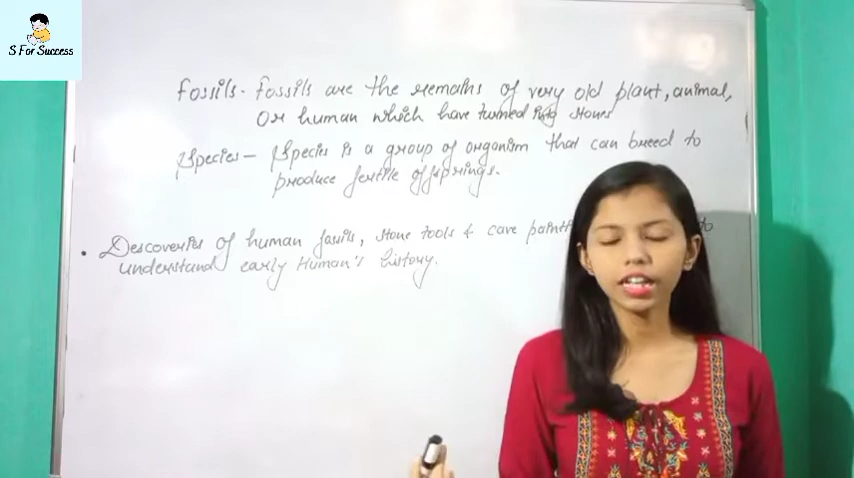 S For Success
Fossils - Fossils are the remains of very old plant, animal,
Or human which have turned into stones
Species - Species is a group of organism that can breed to
produce fertile offsprings.
• Descoveries of human fossils, stone tools & cave paint to
understand early Human's history.